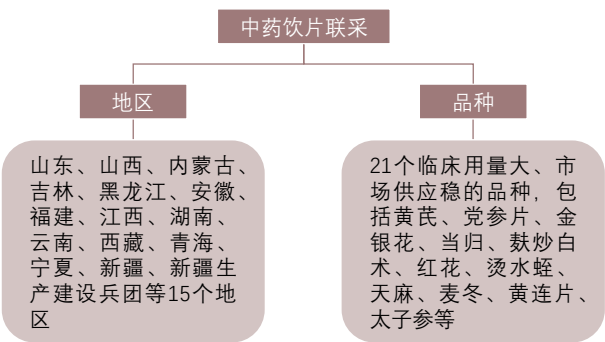 中药饮片联采
地区
山东、山西、内蒙古、
吉林、黑龙江、安徽、
福建、江西、湖南、
云南、西藏、青海、
宁夏、新疆、新疆生
产建设兵团等15个地
区
品种
21个临床用量大、市
场供应稳的品种，包
括黄芪、党参片、金
银花、当归、麸炒白
术、红花、烫水蛭、
天麻、麦冬、黄连片、
太子参等